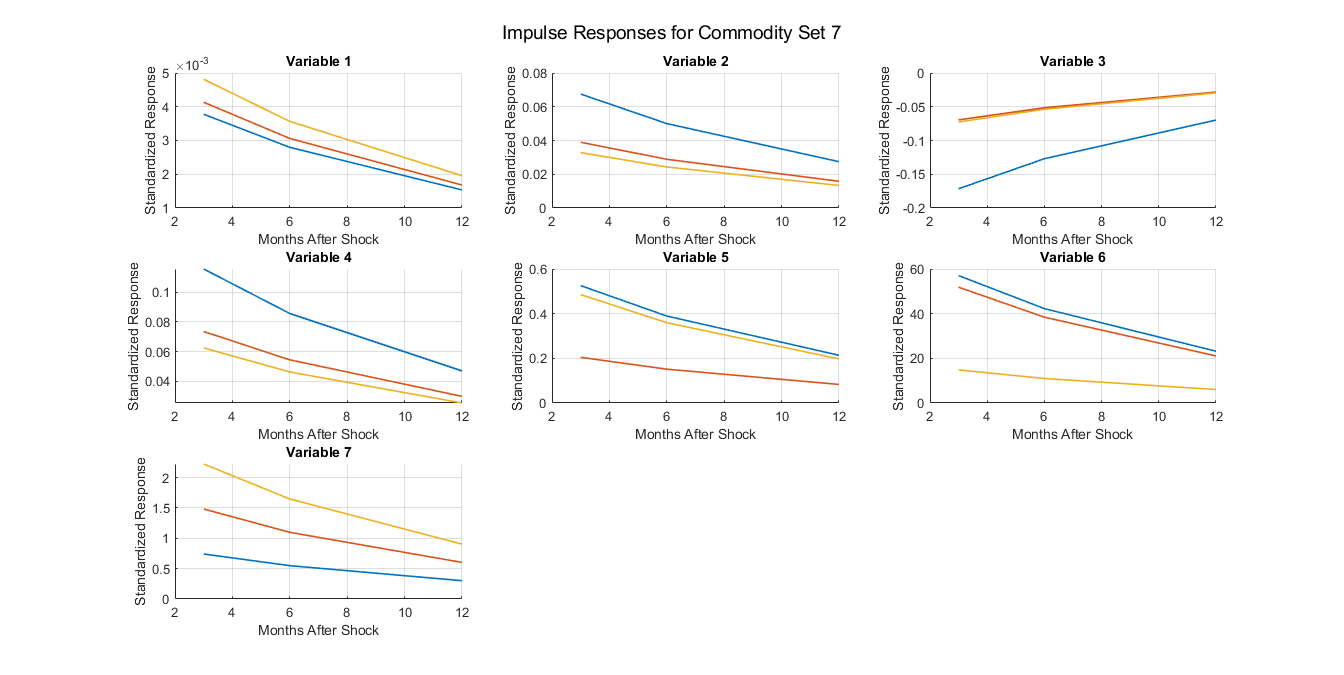 Impulse Responses for Commodity Set 7
Variable 1
×10-3
Standardized Response
5
4
3
2
1
2 4 6 8 10 12
Months After Shock
Variable 2
Standardized Response
0.08
0.06
0.04
0.02
0
2 4 6 8 10 12
Months After Shock
Variable 3
Standardized Response
0
-0.05
-0.1
-0.15
-0.2
2 4 6 8 10 12
Months After Shock
Variable 4
Standardized Response
0.1
0.08
0.06
0.04
2 4 6 8 10 12
Months After Shock
Variable 5
Standardized Response
0.6
0.4
0.2
0
2 4 6 8 10 12
Months After Shock
Variable 6
Standardized Response
60
40
20
0
2 4 6 8 10 12
Months After Shock
Variable 7
Standardized Response
2
1.5
1
0.5
0
2 4 6 8 10 12
Months After Shock